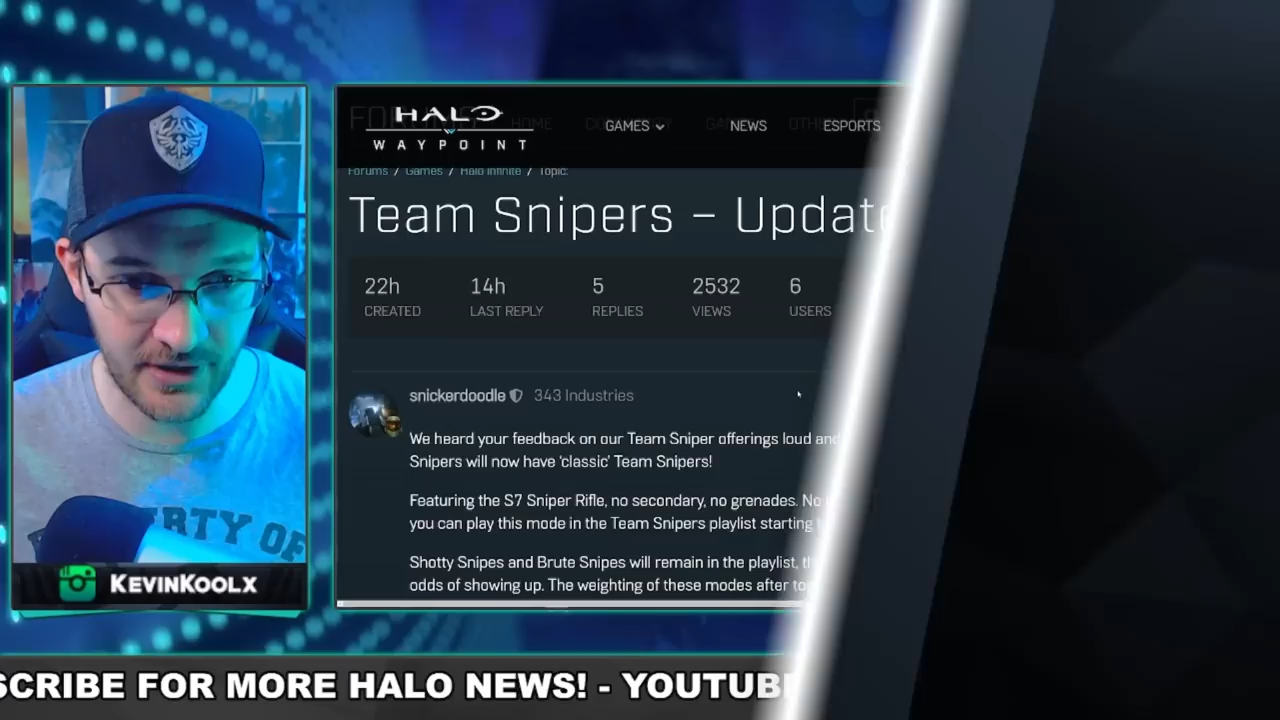 HALO
WAYPOINT
GAMES
NEWS
ESPORTS
Forums / Games / Halo Infinite / Topic:
Team Snipers – Update
22h
14h
5
2532
6
CREATED
LAST REPLY
REPLIES
VIEWS
USERS
snickerdoodle 343 Industries
We heard your feedback on our Team Sniper offerings loud and
Snipers will now have 'classic' Team Snipers!
Featuring the S7 Sniper Rifle, no secondary, no grenades. No
you can play this mode in the Team Snipers playlist starting
Shotty Snipes and Brute Snipes will remain in the playlist,
odds of showing up. The weighting of these modes after
RTY OF
KEVINKOOLX
SCRIBE FOR MORE HALO NEWS! - YOUTUB